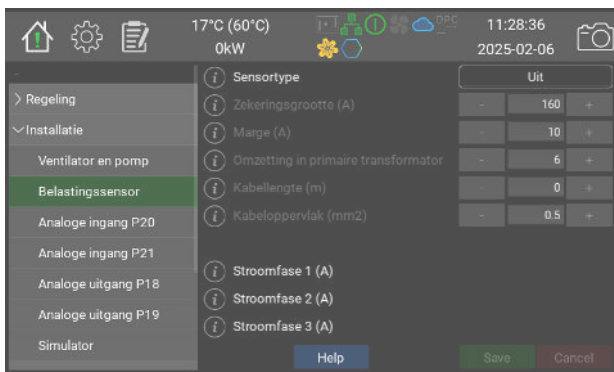 17°C (60°C)
0kW
DPC
11:28:36
2025-02-06
-
Regeling
Installatie
Ventilator en pomp
Belastingssensor
Analoge ingang P20
Analoge ingang P21
Analoge uitgang P18
Analoge uitgang P19
Simulator
Sensortype Uit
Zekeringsgrootte (A) - 160 +
Marge (A) - 10 +
Omzetting in primaire transformator - 6 +
Kabellengte (m) - 0 +
Kabeloppervlak (mm2) - 0.5 +
Stroomfase 1 (A)
Stroomfase 2 (A)
Stroomfase 3 (A)
Help Save Cancel